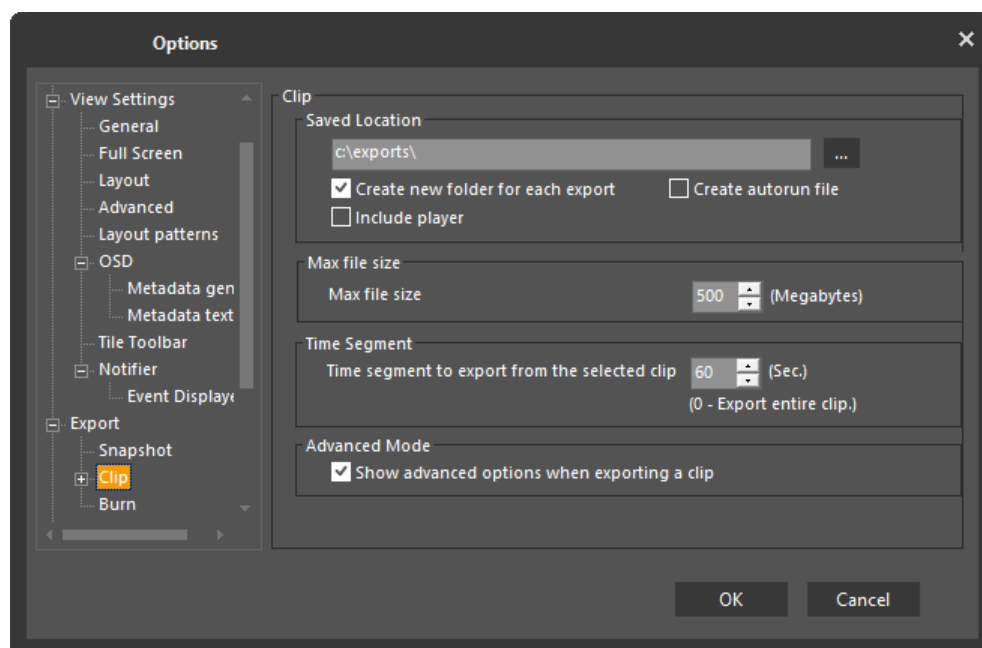 Options
View Settings
General
Full Screen
Layout
Advanced
Layout patterns
OSD
Metadata gen
Metadata text
Tile Toolbar
Notifier
Event Displaye
Export
Snapshot
Clip
Burn
Clip
Saved Location
c:\exports\
...
Create new folder for each export
Create autorun file
Include player
Max file size
Max file size
500
(Megabytes)
Time Segment
Time segment to export from the selected clip
60
(Sec.)
(0 - Export entire clip.)
Advanced Mode
Show advanced options when exporting a clip
OK
Cancel